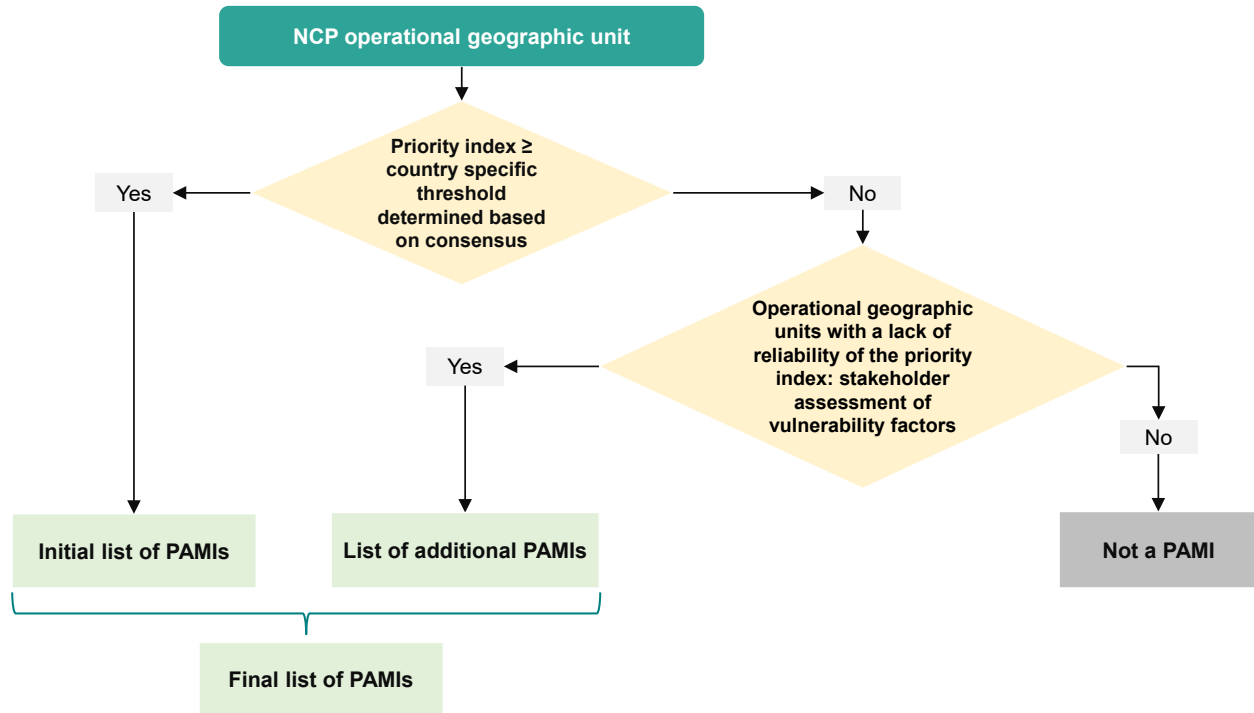 NCP operational geographic unit
Priority index ≥
country specific
threshold
determined based
on consensus
Yes
No
Operational geographic
units with a lack of
reliability of the priority
index: stakeholder
assessment of
vulnerability factors
Yes
No
Initial list of PAMIs
List of additional PAMIs
Not a PAMI
Final list of PAMIs